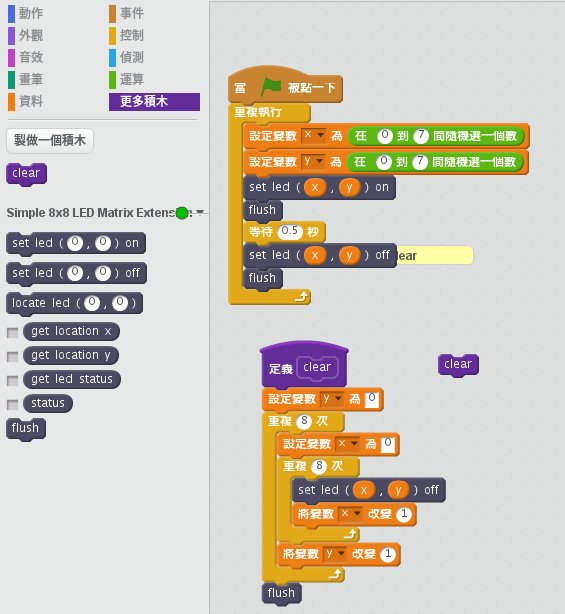 動作
事件
外觀
控制
音效
偵測
畫筆
運算
資料
更多積木
製做一個積木
clear
Simple 8x8 LED Matrix Extension
set led ( 0 , 0 ) on
set led ( 0 , 0 ) off
locate led ( 0 , 0 )
get location x
get location y
get led status
status
flush
當 被點一下
重複執行
設定變數 x 為 在 0 到 7 間隨機選一個數
設定變數 y 為 在 0 到 7 間隨機選一個數
set led ( x , y ) on
flush
等待 0.5 秒
set led ( x , y ) off
lear
flush
定義 clear
clear
設定變數 y 為 0
重複 8 次
設定變數 x 為 0
重複 8 次
set led ( x , y ) off
將變數 x 改變 1
將變數 y 改變 1
flush